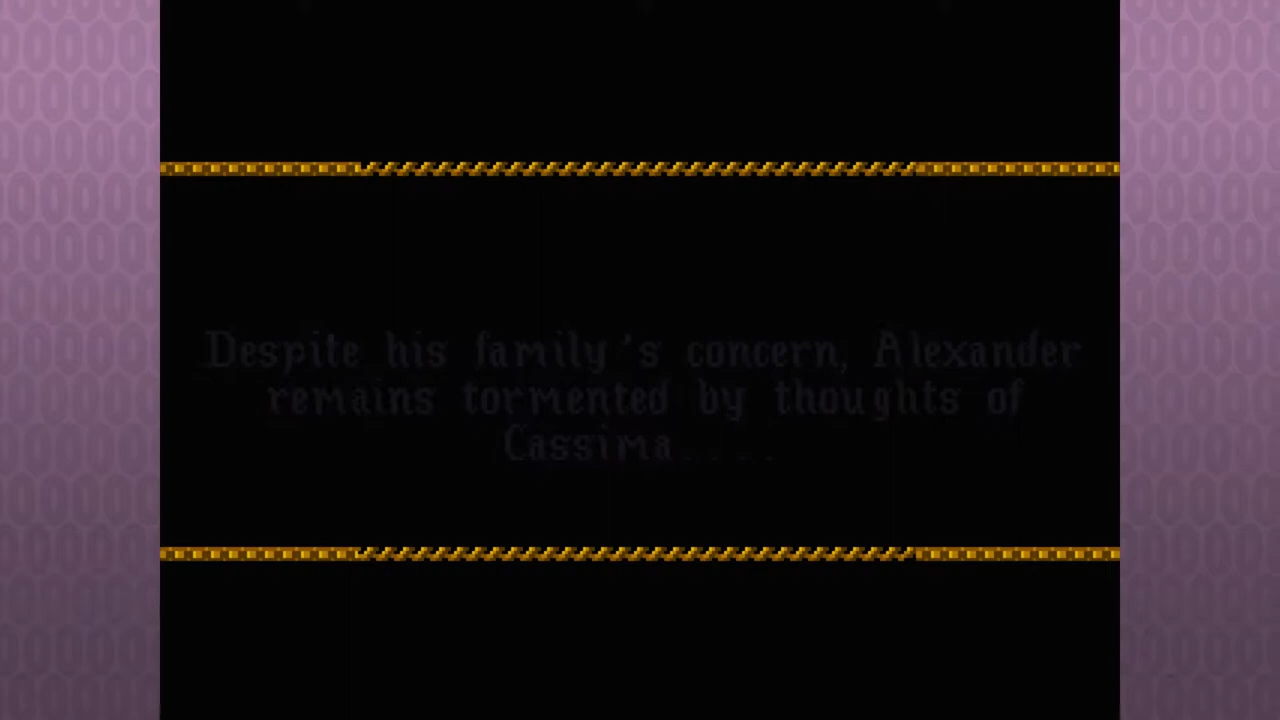 Despite his family's concern, Alexander
remains tormented by thoughts of
Cassima....